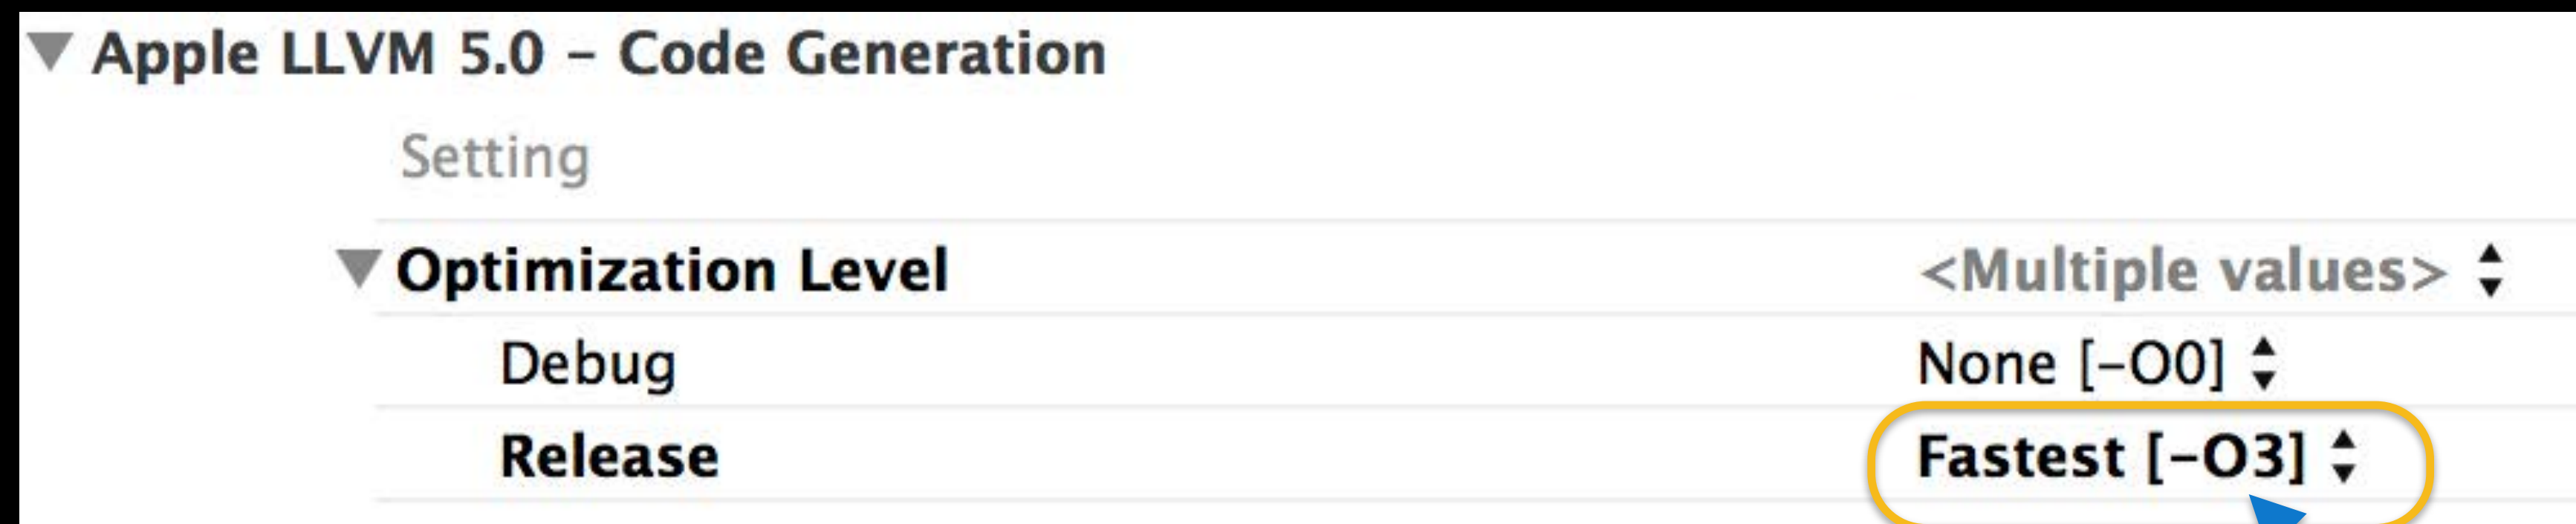 Apple LLVM 5.0 – Code Generation
Setting
Optimization Level <Multiple values>
Debug None [-O0]
Release Fastest [-O3]